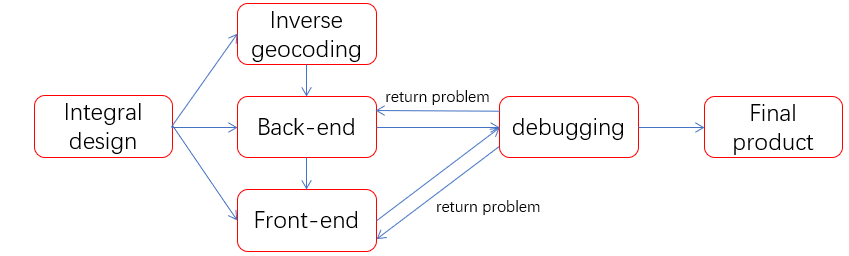 Inverse
geocoding
return problem
Integral
design
Back-end
debugging
Final
product
Front-end
return problem